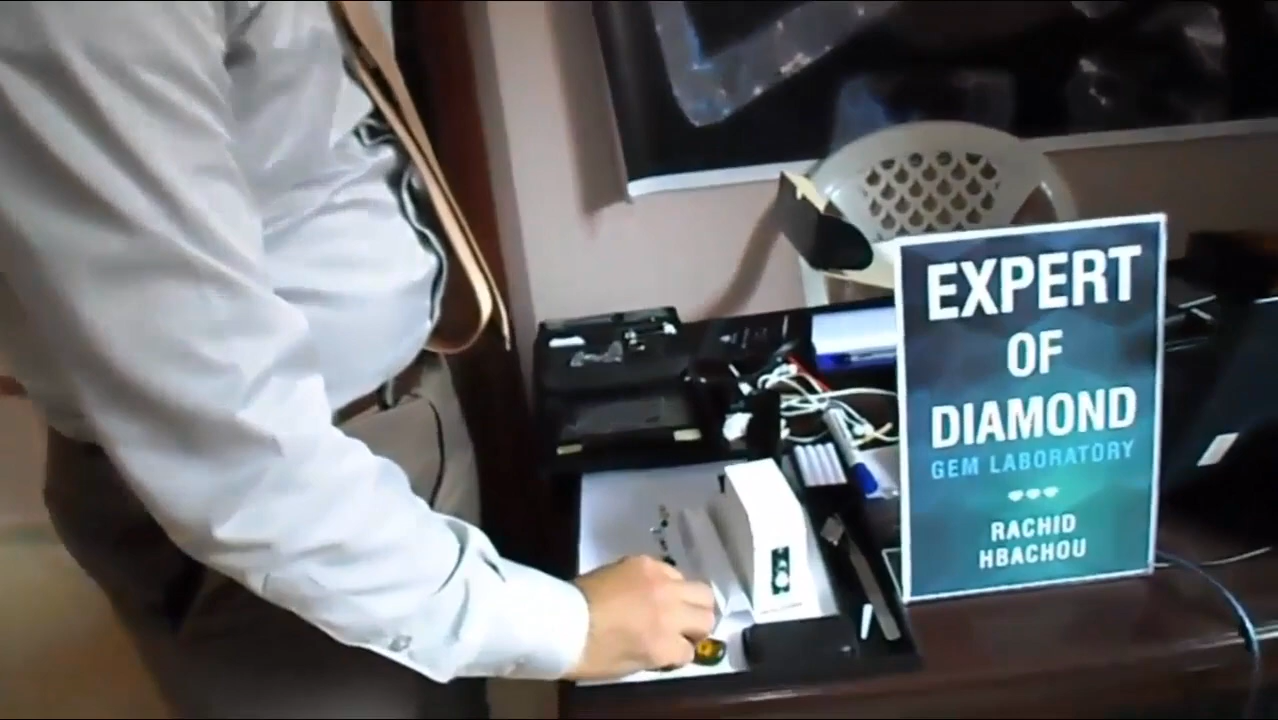 EXPERT
OF
DIAMOND
GEM LABORATORY
RACHID
HBACHOU